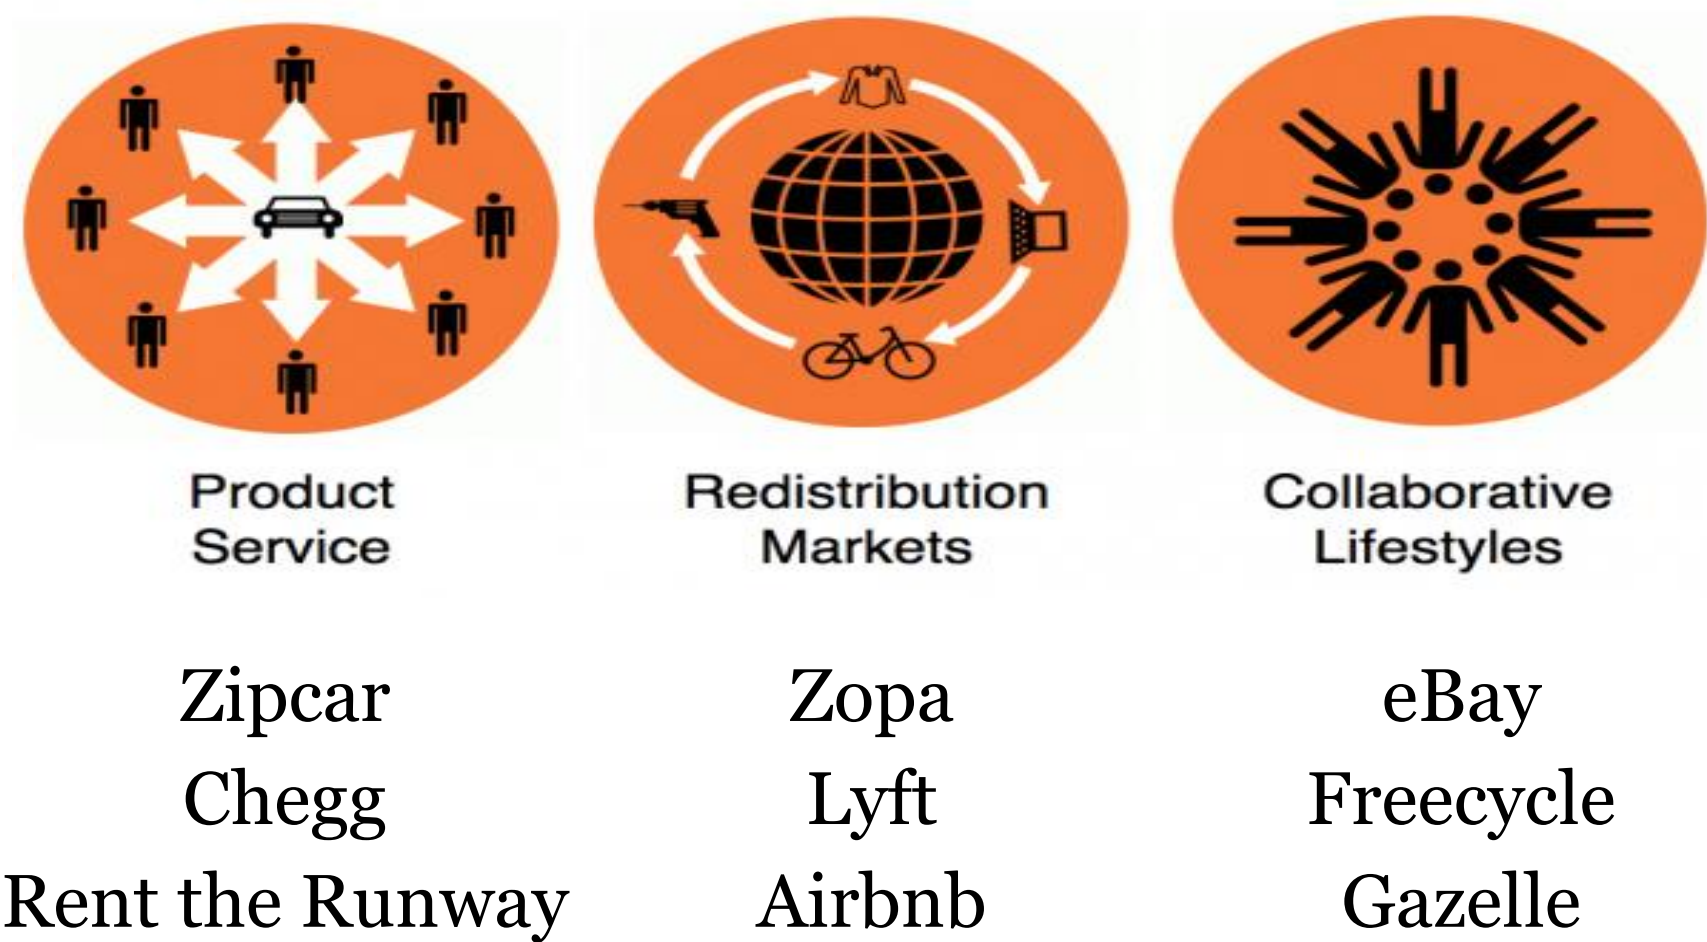 Product
Service
Redistribution
Markets
Collaborative
Lifestyles
Zipcar
Zopa
eBay
Chegg
Lyft
Freecycle
Rent the Runway
Airbnb
Gazelle